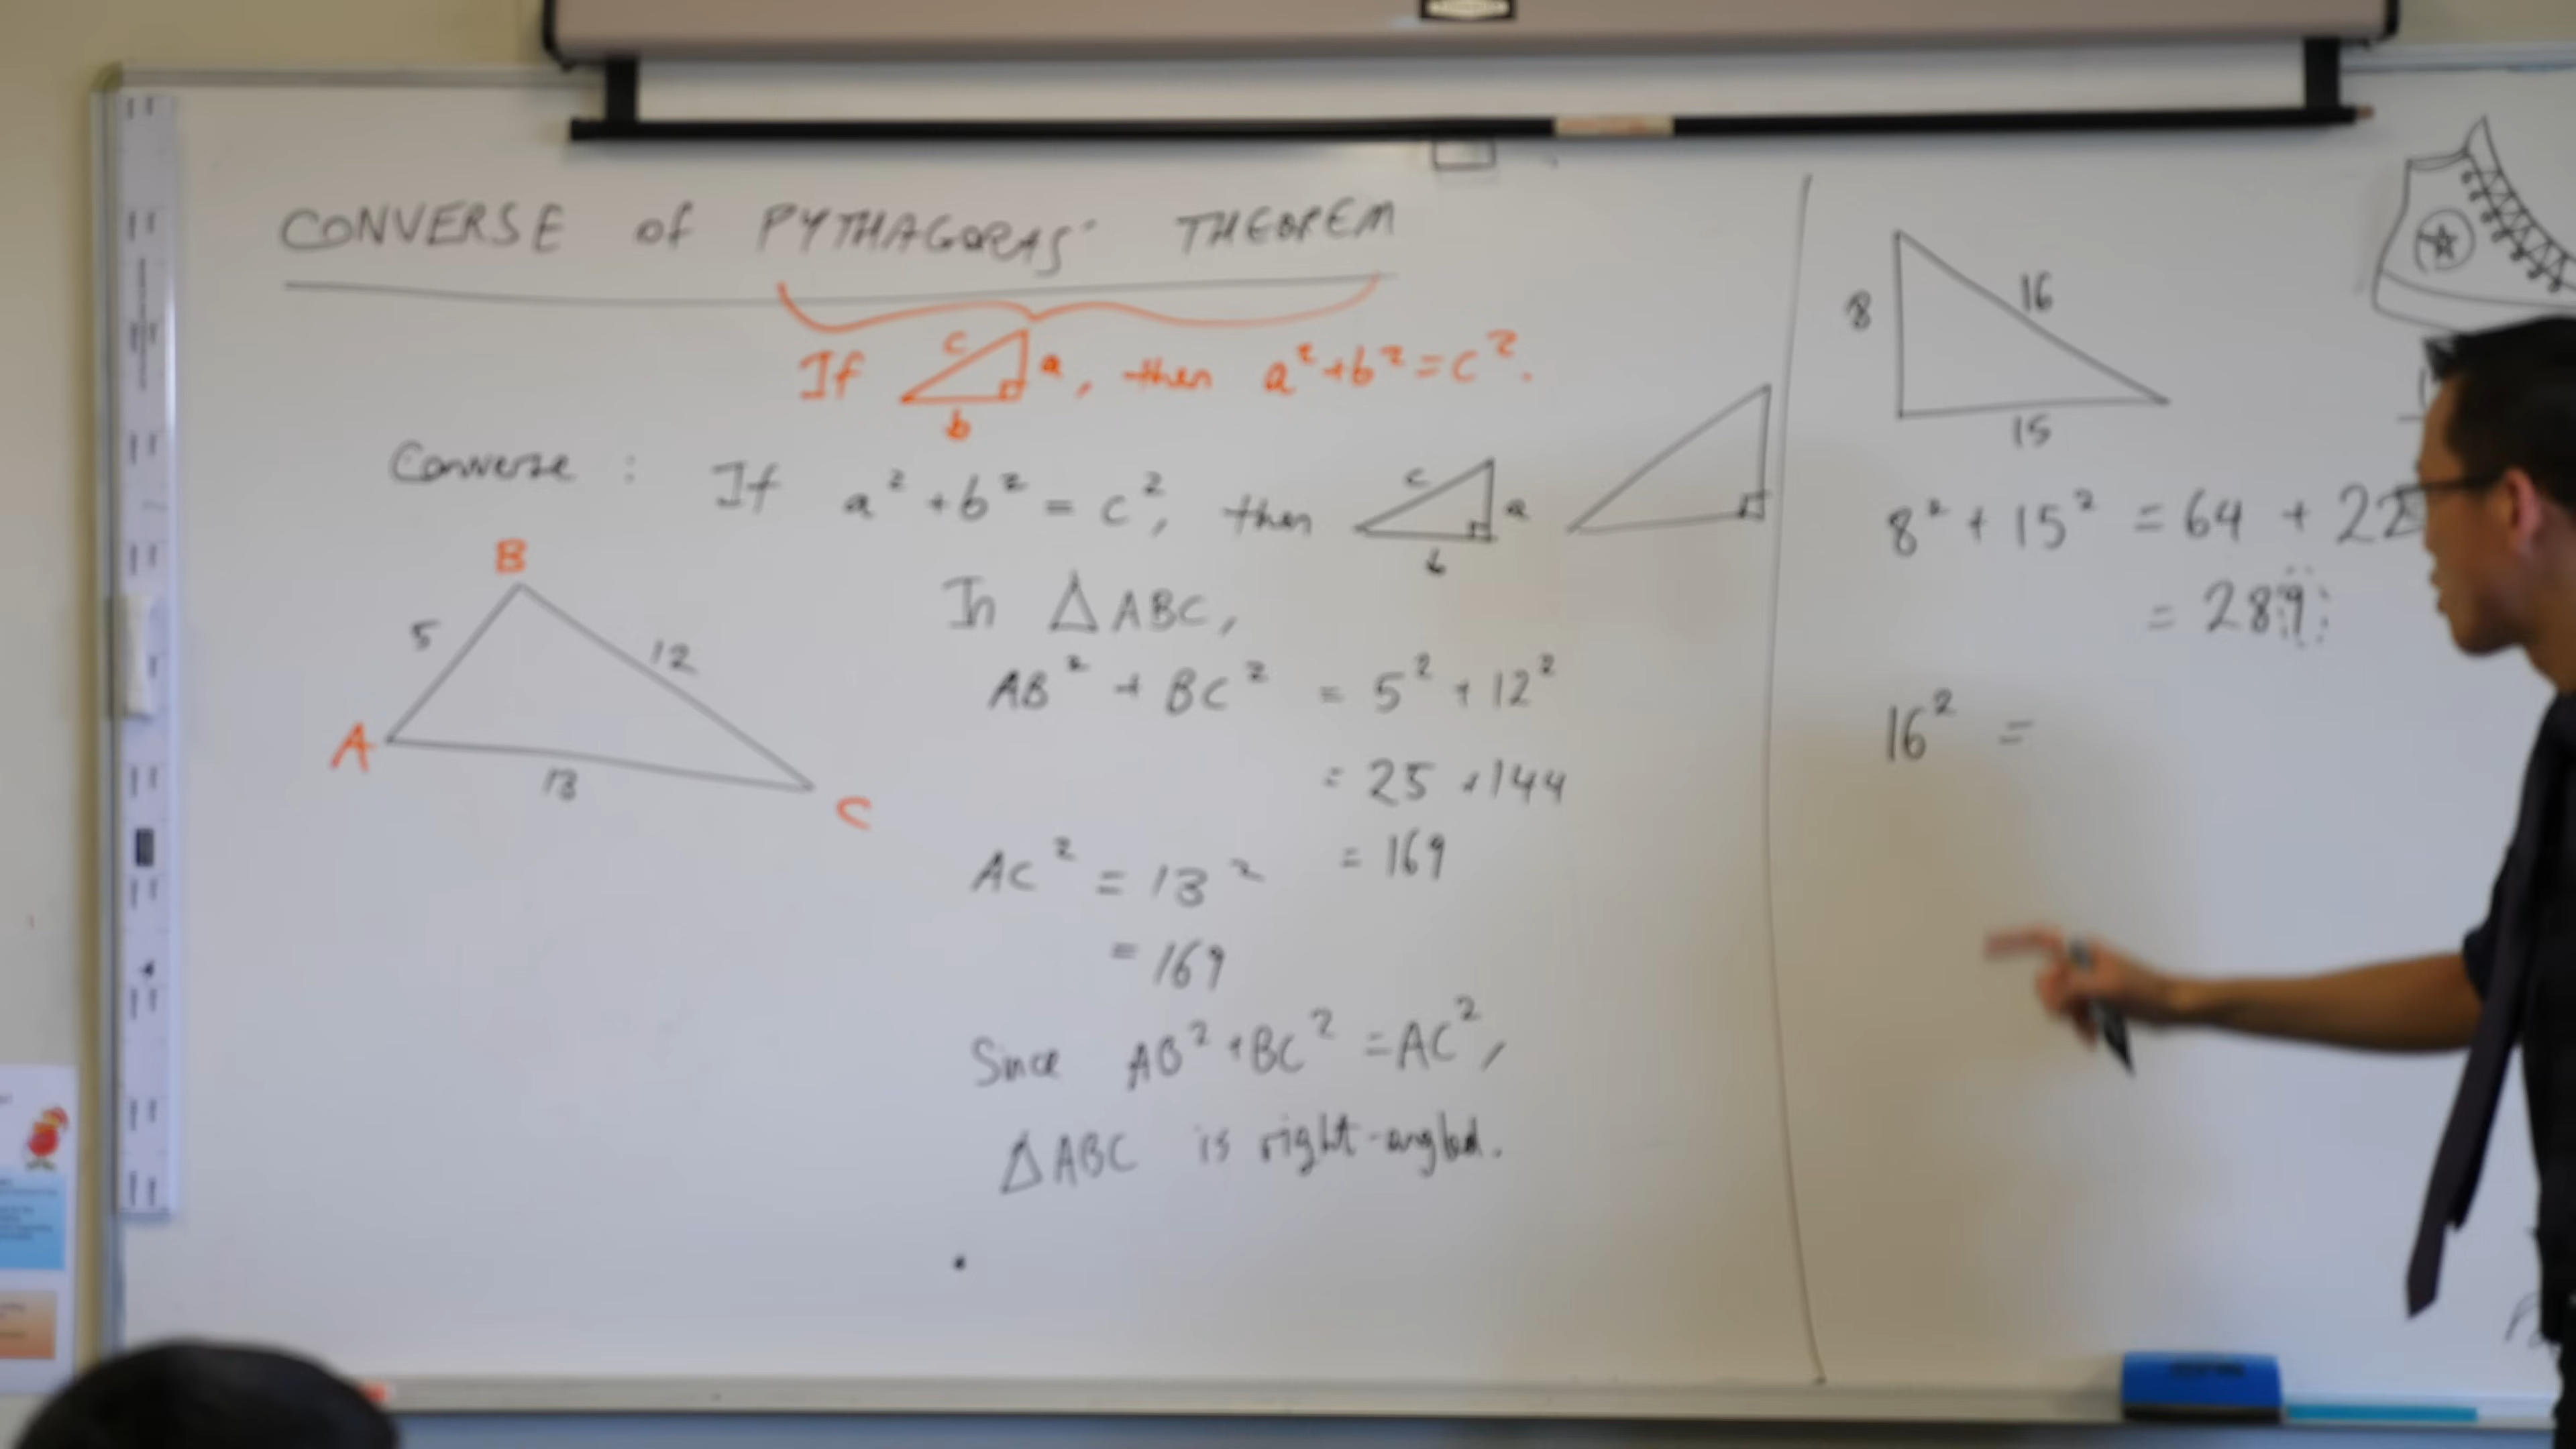 CONVERSE of PYTHAGORAS' THEOREM
If c a b, then a² + b² = c².
Converse : If a² + b² = c², then c a b
B
5
12
A
13
C
In △ABC,
AB² + BC² = 5² + 12²
= 25 + 144
= 169
AC² = 13²
= 169
Since AB² + BC² = AC²,
△ABC is right-angled.
8
16
15
8² + 15² = 64 + 22
= 289
16² =